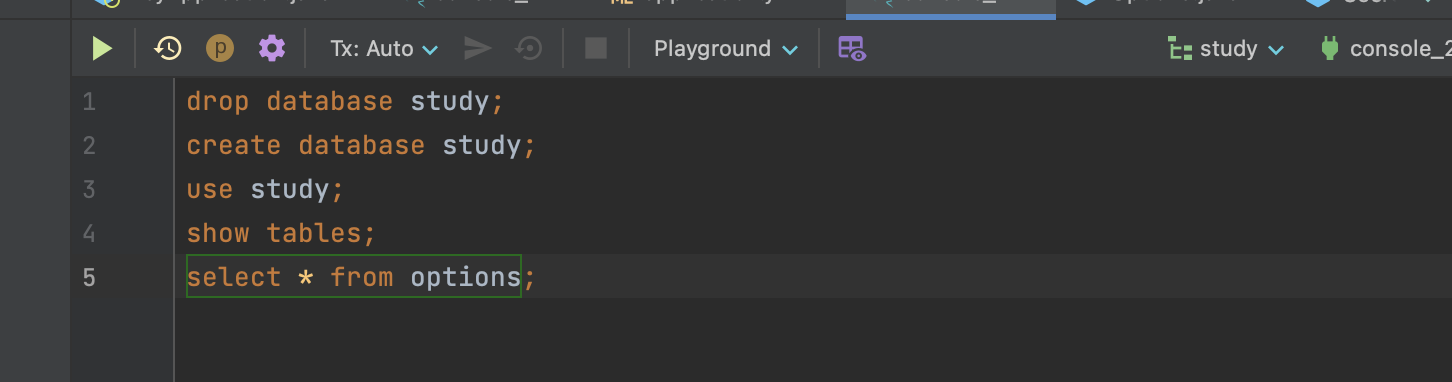 Tx: Auto
Playground
study
console_2
1 drop database study;
2 create database study;
3 use study;
4 show tables;
5 select * from options;